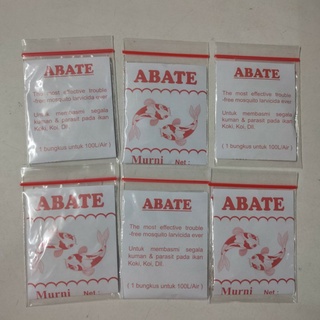 ABATE
The most effective trouble
-free mosquito larvicida ever
Untuk membasmi segala
kuman & parasit pada ikan
Koki, Koi, Dll
( 1 bungkus untuk 100L/Air )
ABATE
Murni Net :
ABATE
The most effective trouble
-free mosquito larvicida ever
Untuk membasmi segala
kuman & parasit pada ikan
Koki, Koi, Dll
( 1 bungkus untuk 100L/Air )
ABATE
Murni Net :
ABATE
The most effective trouble
-free mosquito larvicida ever
Untuk membasmi segala
kuman & parasit pada ikan
Koki, Koi, Dll
( 1 bungkus untuk 100L/Air )
ABATE
Murni Net :